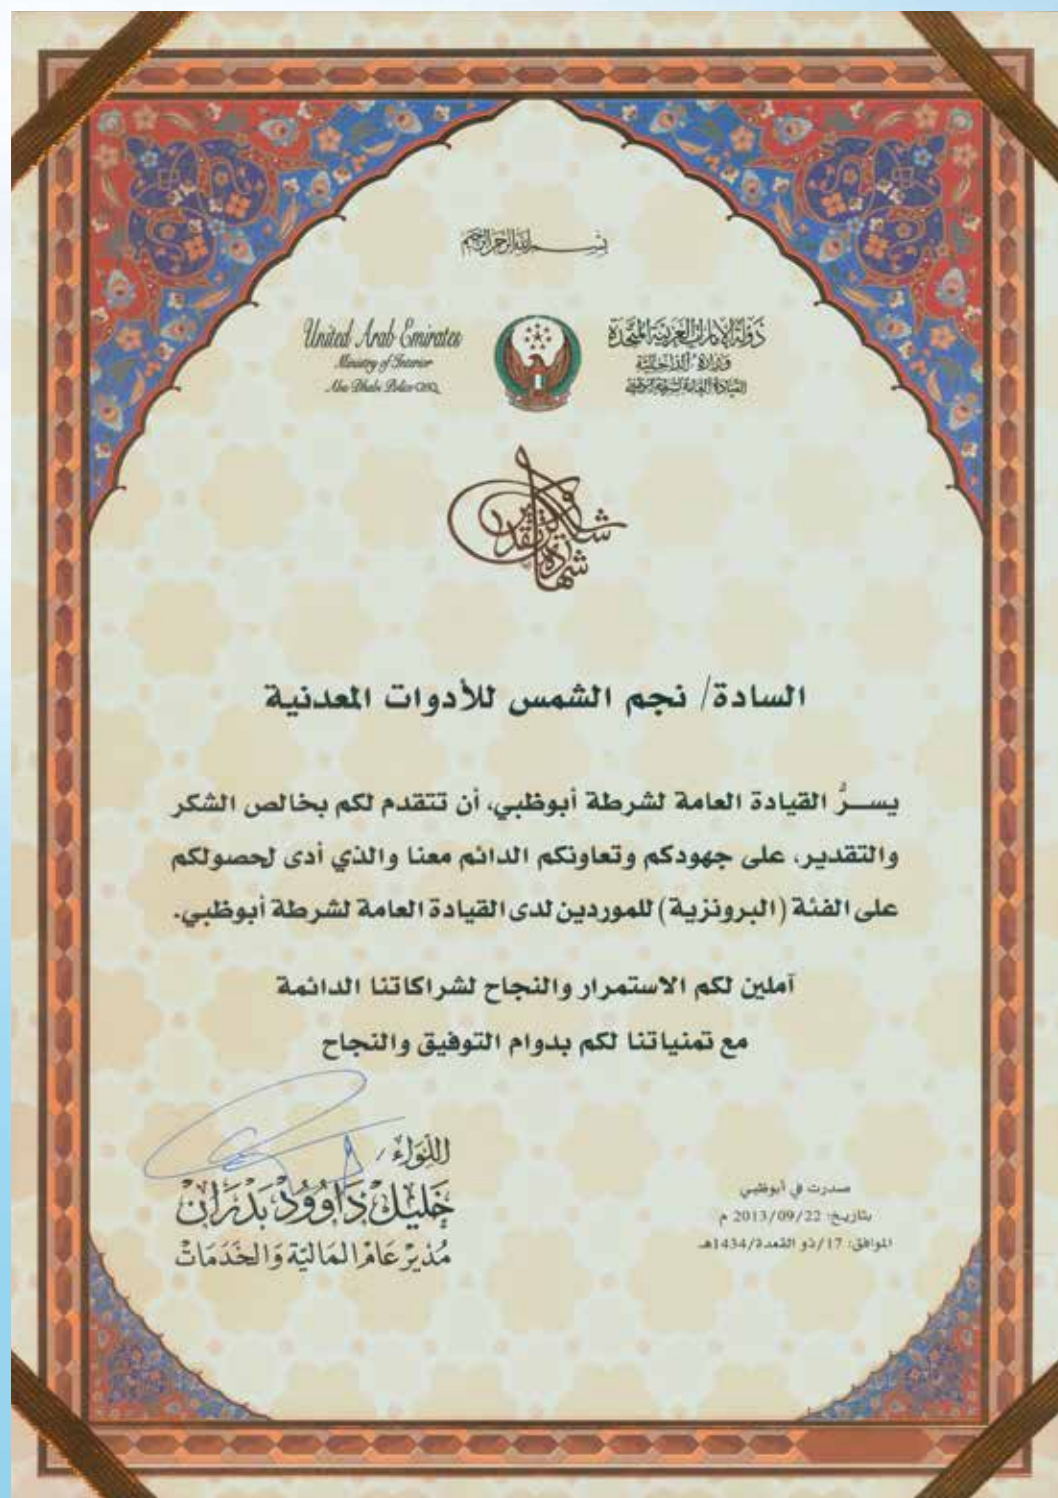 بسم الله الرحمن الرحيم
United Arab Emirates
Ministry of Interior
Abu Dhabi Police GHQ
دولة الإمارات العربية المتحدة
وزارة الداخلية
القيادة العامة لشرطة أبوظبي
شهادة شكر وتقدير
السادة/ نجم الشمس للأدوات المعدنية
يســرُّ القيادة العامة لشرطة أبوظبي، أن تتقدم لكم بخالص الشكر
والتقدير، على جهودكم وتعاونكم الدائم معنا والذي أدى لحصولكم
على الفئة (البرونزية) للموردين لدى القيادة العامة لشرطة أبوظبي.
آملين لكم الاستمرار والنجاح لشراكاتنا الدائمة
مع تمنياتنا لكم بدوام التوفيق والنجاح
اللواء/
خليل داوود بدران
مدير عام المالية والخدمات
صدرت في أبوظبي
بتاريخ: 2013/09/22 م
الموافق: 17/ذو القعدة/1434هـ